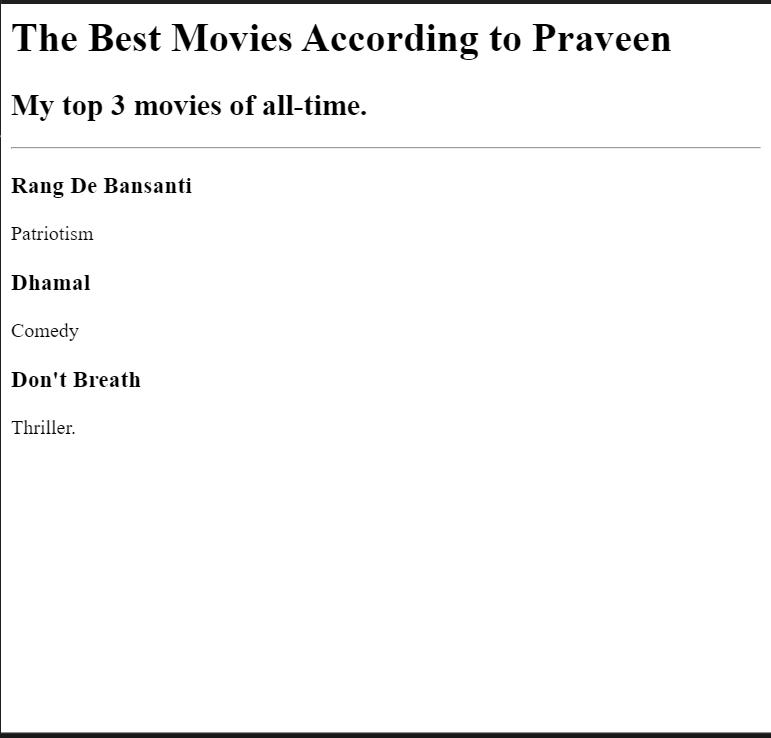 The Best Movies According to Praveen
My top 3 movies of all-time.
Rang De Bansanti
Patriotism
Dhamal
Comedy
Don't Breath
Thriller.